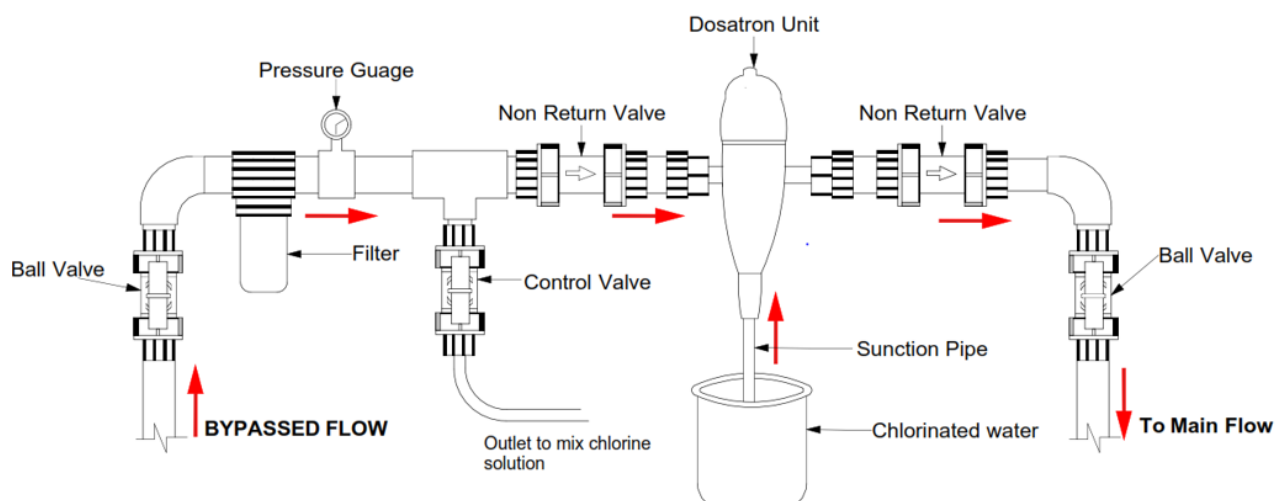 Dosatron Unit
Pressure Guage
Non Return Valve
Non Return Valve
Ball Valve
Filter
Control Valve
Ball Valve
Sunction Pipe
BYPASSED FLOW
Outlet to mix chlorine
solution
Chlorinated water
To Main Flow